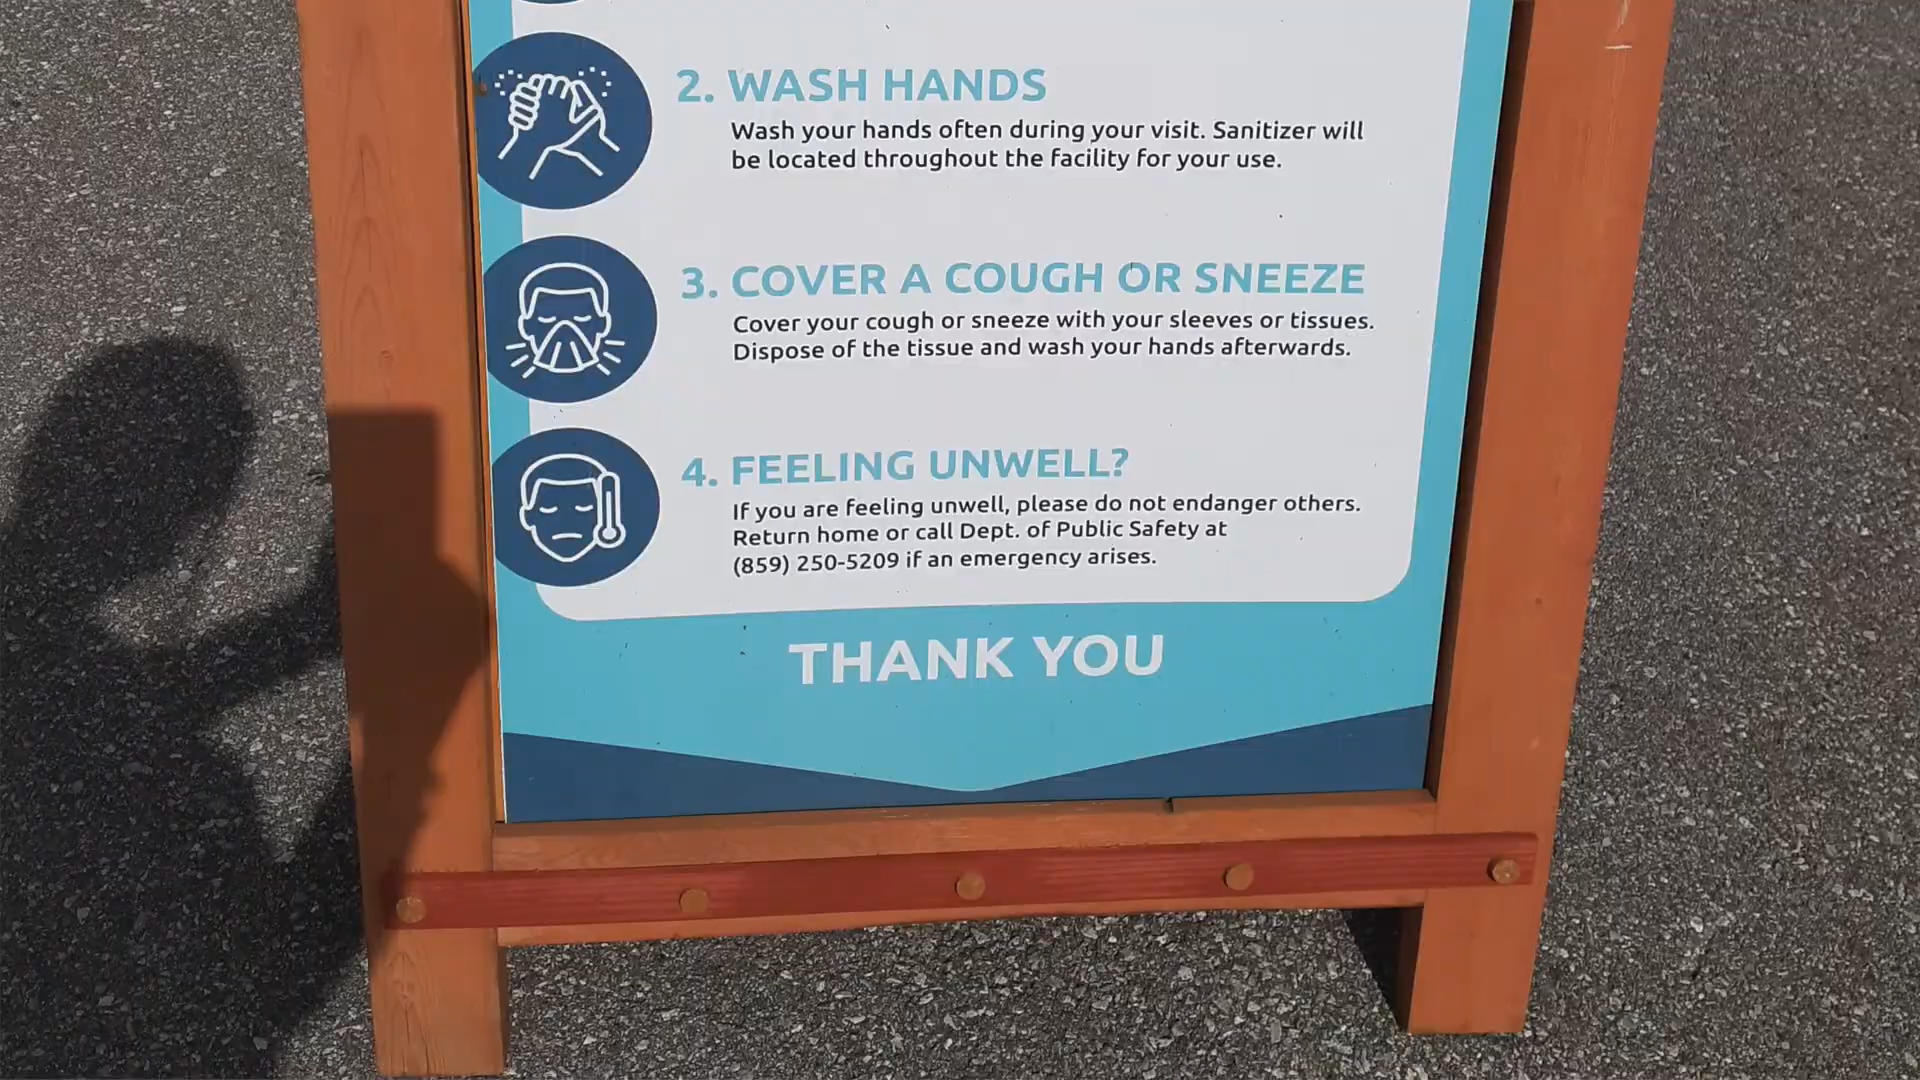 2. WASH HANDS
Wash your hands often during your visit. Sanitizer will
be located throughout the facility for your use.
3. COVER A COUGH OR SNEEZE
Cover your cough or sneeze with your sleeves or tissues.
Dispose of the tissue and wash your hands afterwards.
4. FEELING UNWELL?
If you are feeling unwell, please do not endanger others.
Return home or call Dept. of Public Safety at
(859) 250-5209 if an emergency arises.
THANK YOU